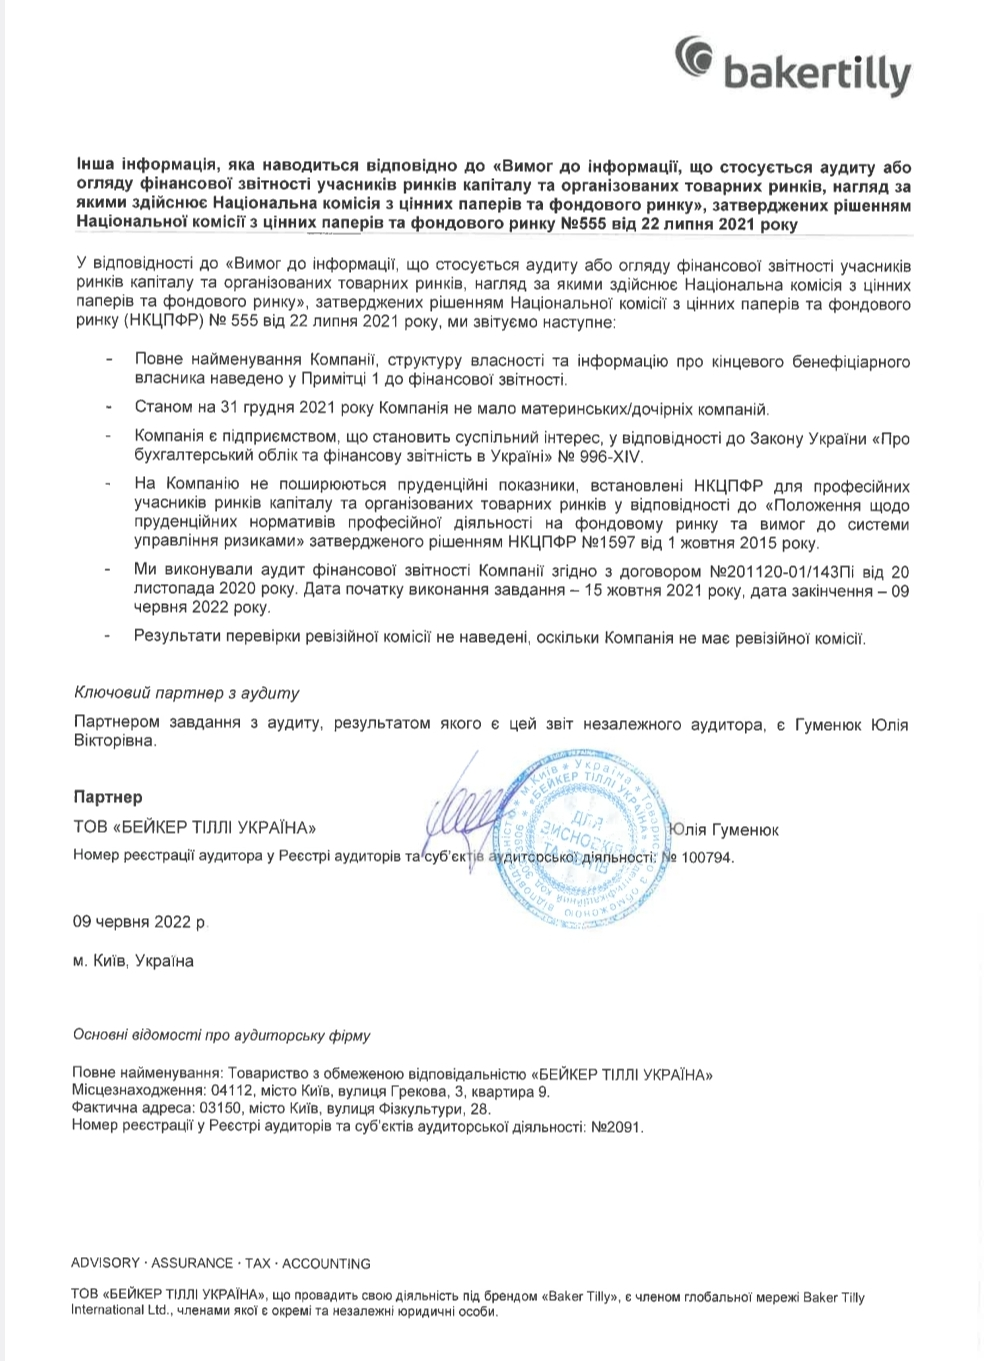 bakertilly
Інша інформація, яка наводиться відповідно до «Вимог до інформації, що стосується аудиту або
огляду фінансової звітності учасників ринків капіталу та організованих товарних ринків, нагляд за
якими здійснює Національна комісія з цінних паперів та фондового ринку», затверджених рішенням
Національної комісії з цінних паперів та фондового ринку №555 від 22 липня 2021 року
У відповідності до «Вимог до інформації, що стосується аудиту або огляду фінансової звітності учасників
ринків капіталу та організованих товарних ринків, нагляд за якими здійснює Національна комісія з цінних
паперів та фондового ринку», затверджених рішенням Національної комісії з цінних паперів та фондового
ринку (НКЦПФР) № 555 від 22 липня 2021 року, ми звітуємо наступне:
- Повне найменування Компанії, структуру власності та інформацію про кінцевого бенефіціарного
власника наведено у Примітці 1 до фінансової звітності.
- Станом на 31 грудня 2021 року Компанія не мало материнських/дочірніх компаній.
- Компанія є підприємством, що становить суспільний інтерес, у відповідності до Закону України «Про
бухгалтерський облік та фінансову звітність в Україні» № 996-XIV.
- На Компанію не поширюються пруденційні показники, встановлені НКЦПФР для професійних
учасників ринків капіталу та організованих товарних ринків у відповідності до «Положення щодо
пруденційних нормативів професійної діяльності на фондовому ринку та вимог до системи
управління ризиками» затвердженого рішенням НКЦПФР №1597 від 1 жовтня 2015 року.
- Ми виконували аудит фінансової звітності Компанії згідно з договором №201120-01/143Пі від 20
листопада 2020 року. Дата початку виконання завдання – 15 жовтня 2021 року, дата закінчення – 09
червня 2022 року.
- Результати перевірки ревізійної комісії не наведені, оскільки Компанія не має ревізійної комісії.
Ключовий партнер з аудиту
Партнером завдання з аудиту, результатом якого є цей звіт незалежного аудитора, є Гуменюк Юлія
Вікторівна.
Партнер
ТОВ «БЕЙКЕР ТІЛЛІ УКРАЇНА»
Юлія Гуменюк
Номер реєстрації аудитора у Реєстрі аудиторів та суб'єктів аудиторської діяльності: № 100794.
м.Київ * Україна * Товариство з обмеженою відповідальністю
«БЕЙКЕР ТІЛЛІ УКРАЇНА»
ДЛЯ
ВИСНОВКІВ
ТА ЗВІТІВ
09 червня 2022 р.
м. Київ, Україна
Основні відомості про аудиторську фірму
Повне найменування: Товариство з обмеженою відповідальністю «БЕЙКЕР ТІЛЛІ УКРАЇНА»
Місцезнаходження: 04112, місто Київ, вулиця Грекова, 3, квартира 9.
Фактична адреса: 03150, місто Київ, вулиця Фізкультури, 28.
Номер реєстрації у Реєстрі аудиторів та суб'єктів аудиторської діяльності: №2091.
ADVISORY · ASSURANCE · TAX · ACCOUNTING
ТОВ «БЕЙКЕР ТІЛЛІ УКРАЇНА», що провадить свою діяльність під брендом «Baker Tilly», є членом глобальної мережі Baker Tilly
International Ltd., членами якої є окремі та незалежні юридичні особи.